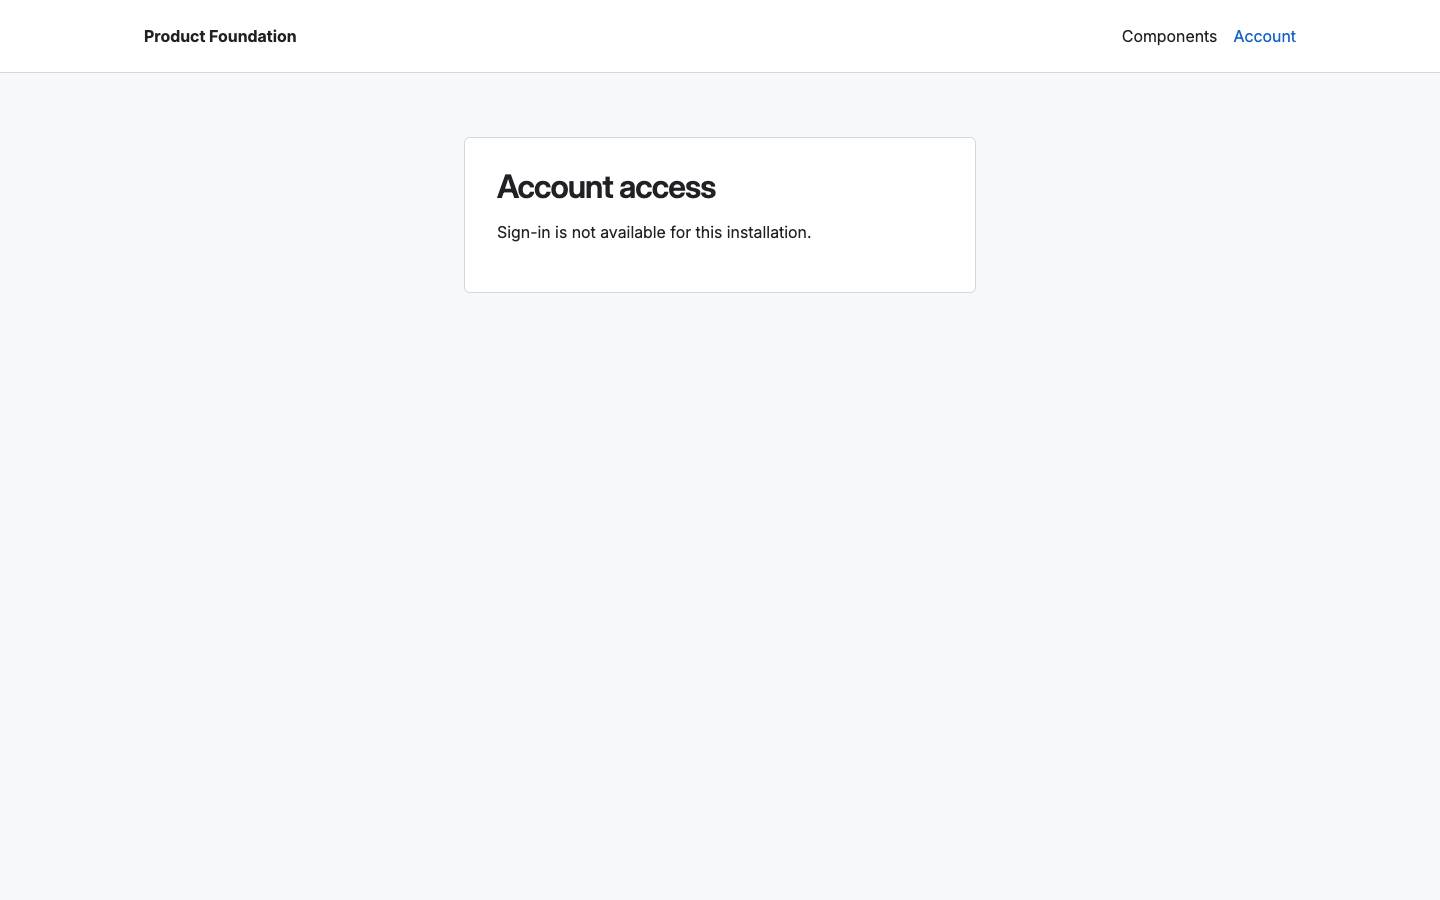 Product Foundation
Components
Account
Account access
Sign-in is not available for this installation.